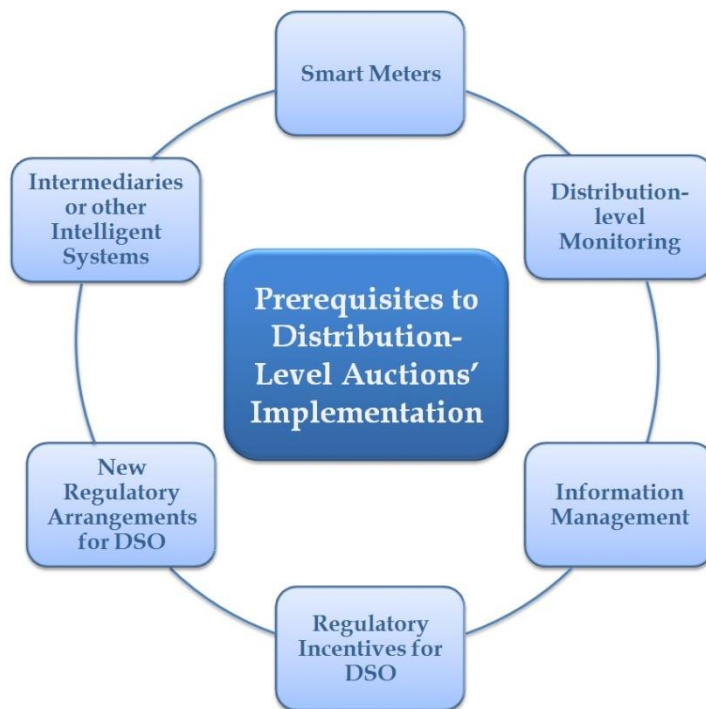 Smart Meters
Distribution-
level
Monitoring
Information
Management
Regulatory
Incentives for
DSO
New
Regulatory
Arrangements
for DSO
Intermediaries
or other
Intelligent
Systems
Prerequisites to
Distribution-
Level Auctions’
Implementation